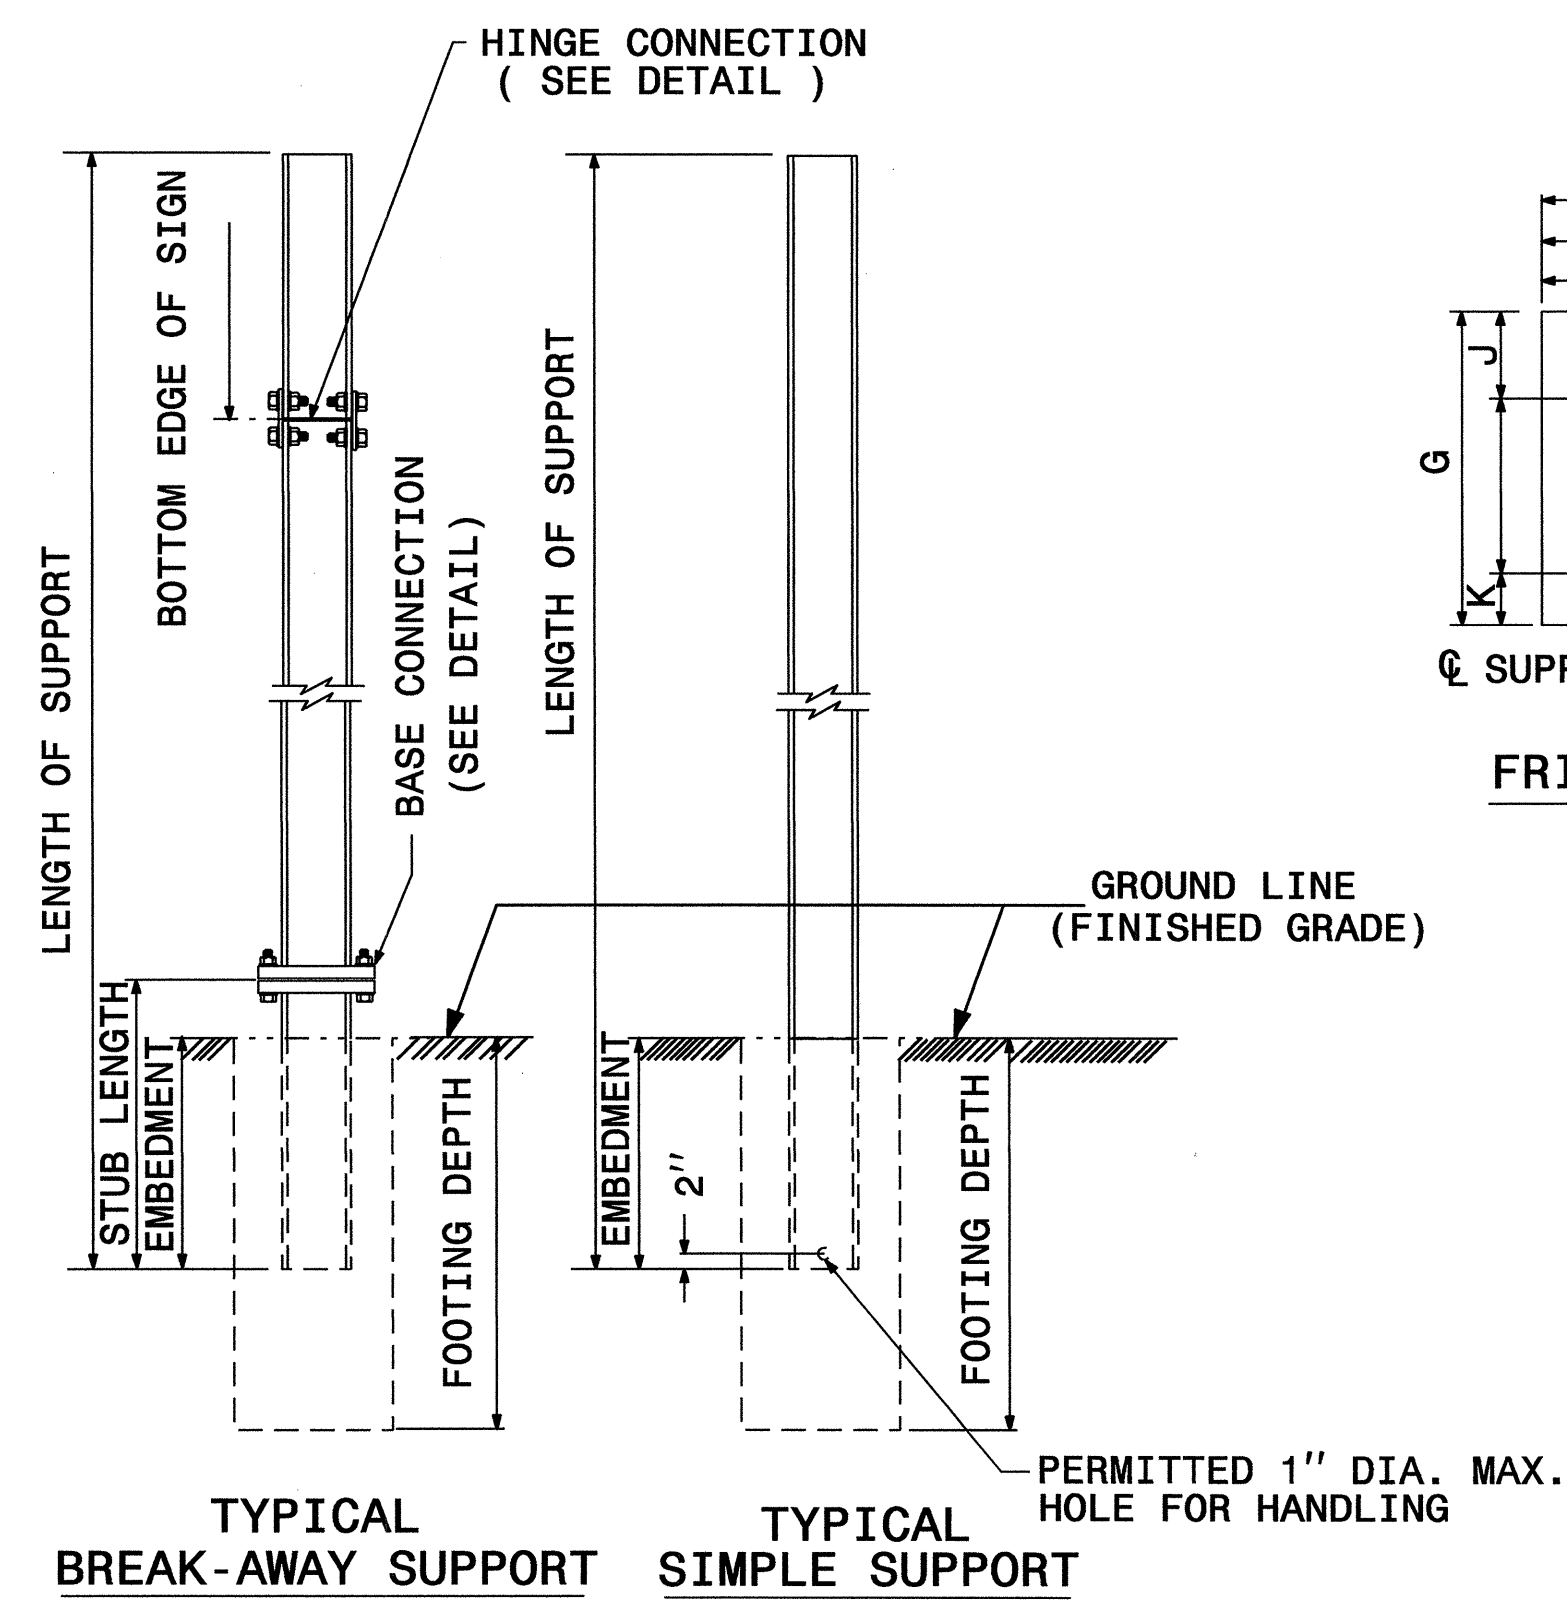 HINGE CONNECTION
( SEE DETAIL )
LENGTH OF SUPPORT
BOTTOM EDGE OF SIGN
BASE CONNECTION
(SEE DETAIL)
STUB LENGTH
EMBEDMENT
FOOTING DEPTH
TYPICAL
BREAK-AWAY SUPPORT
LENGTH OF SUPPORT
GROUND LINE
(FINISHED GRADE)
EMBEDMENT
2"
FOOTING DEPTH
PERMITTED 1" DIA. MAX.
HOLE FOR HANDLING
TYPICAL
SIMPLE SUPPORT
J
G
K
℄ SUPP
FRI